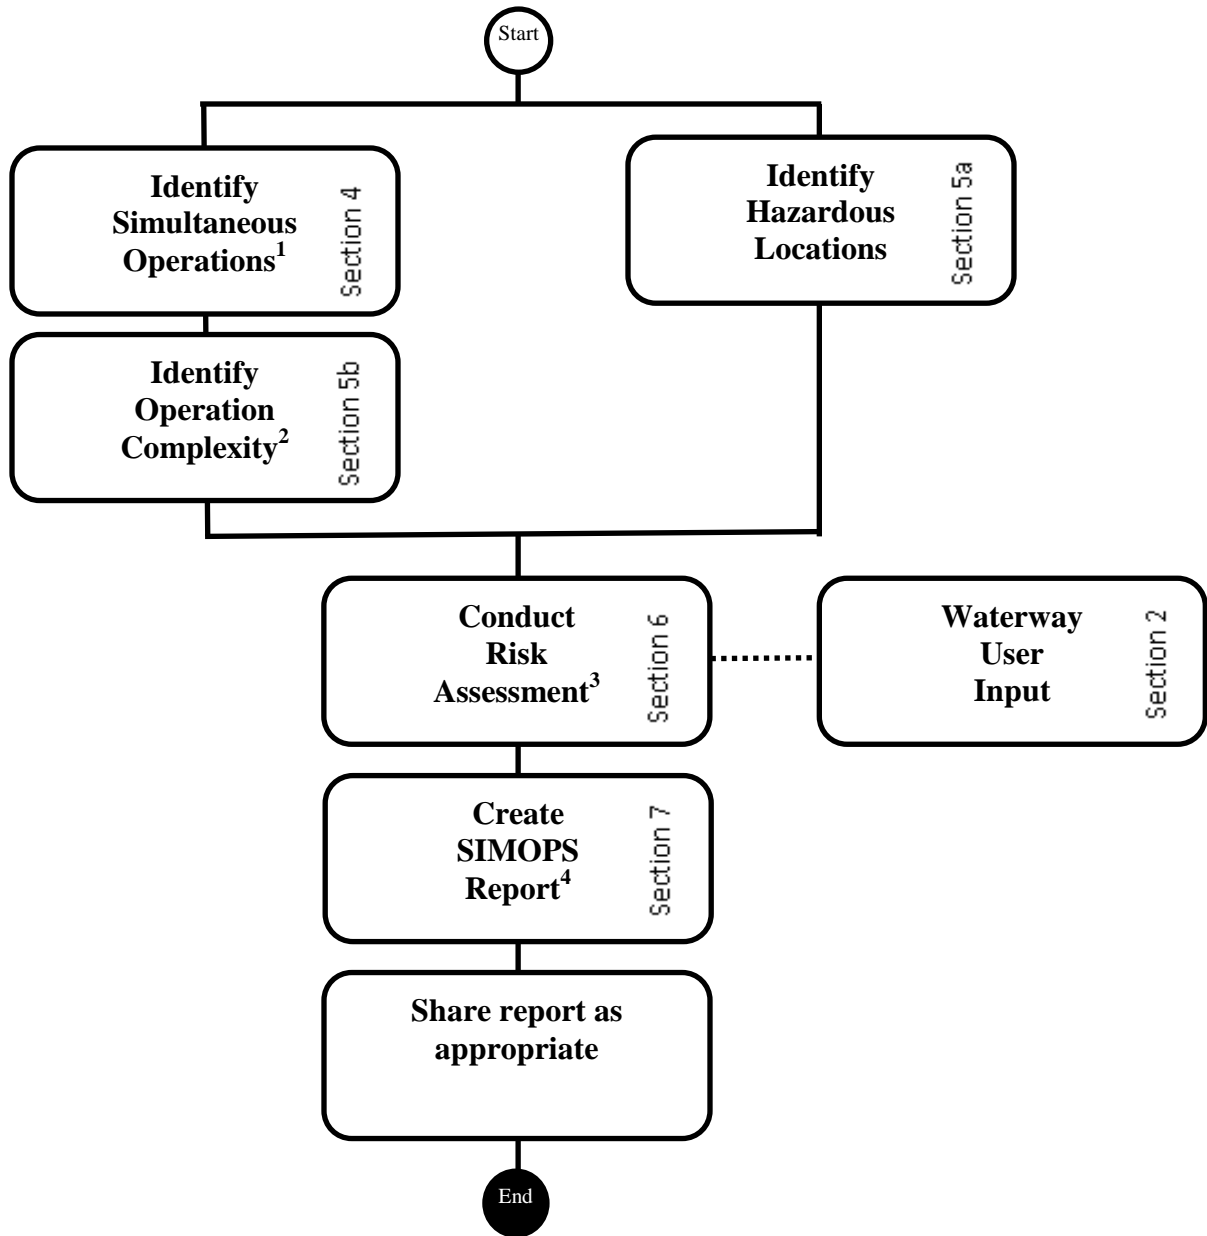 Start
Identify
Simultaneous
Operations¹
Section 4
Identify
Hazardous
Locations
Section 5a
Identify
Operation
Complexity²
Section 5b
Conduct
Risk
Assessment³
Section 6
Waterway
User
Input
Section 2
Create
SIMOPS
Report⁴
Section 7
Share report as
appropriate
End